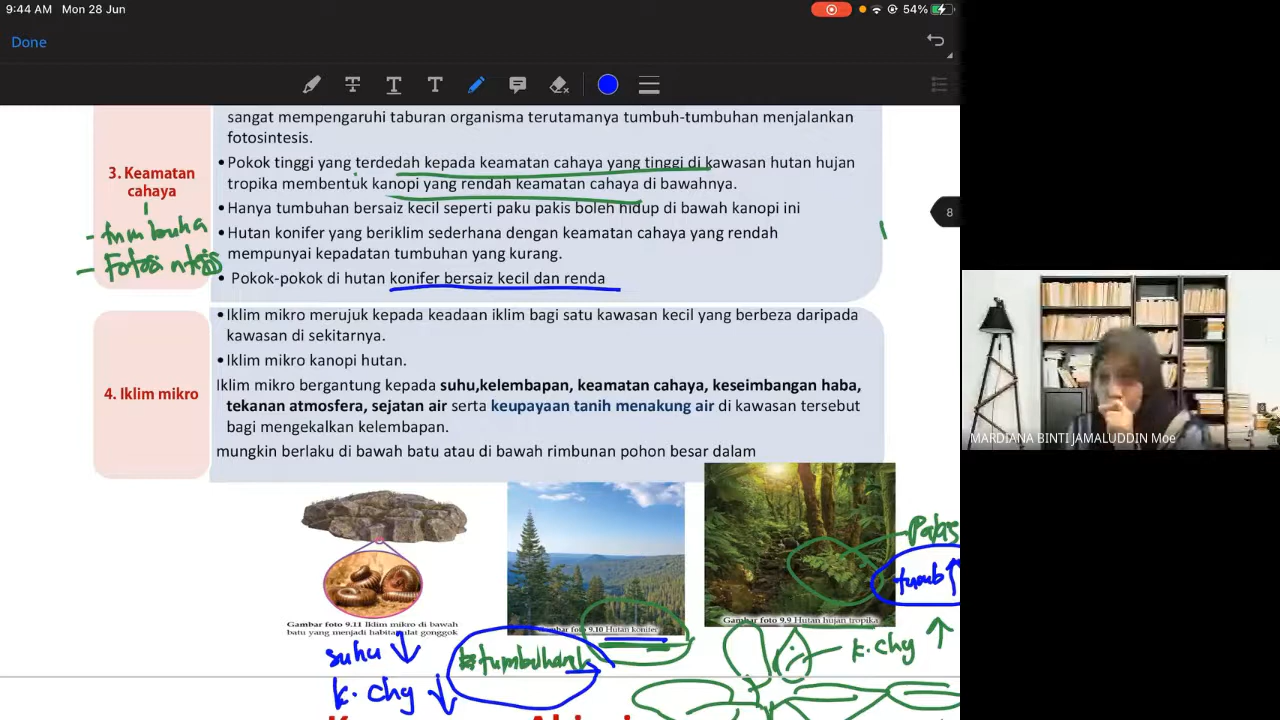 9:44 AM Mon 28 Jun
54%
Done
sangat mempengaruhi taburan organisma terutamanya tumbuh-tumbuhan menjalankan
fotosintesis.
3. Keamatan
cahaya
•Pokok tinggi yang terdedah kepada keamatan cahaya yang tinggi di kawasan hutan hujan
tropika membentuk kanopi yang rendah keamatan cahaya di bawahnya.
•Hanya tumbuhan bersaiz kecil seperti paku pakis boleh hidup di bawah kanopi ini
•Hutan konifer yang beriklim sederhana dengan keamatan cahaya yang rendah
mempunyai kepadatan tumbuhan yang kurang.
• Pokok-pokok di hutan konifer bersaiz kecil dan renda
8
4. Iklim mikro
•Iklim mikro merujuk kepada keadaan iklim bagi satu kawasan kecil yang berbeza daripada
kawasan di sekitarnya.
•Iklim mikro kanopi hutan.
Iklim mikro bergantung kepada suhu,kelembapan, keamatan cahaya, keseimbangan haba,
tekanan atmosfera, sejatan air serta keupayaan tanih menakung air di kawasan tersebut
bagi mengekalkan kelembapan.
mungkin berlaku di bawah batu atau di bawah rimbunan pohon besar dalam
MARDIANA BINTI JAMALUDDIN Moe
Gambar foto 9.11 Iklim mikro di bawah
batu yang menjadi habitat ulat gonggok
Gambar foto 9.10 Hutan konifer
Gambar foto 9.9 Hutan hujan tropika
tumb ↑
suhu ↓
k. chy ↓
k. chy ↑